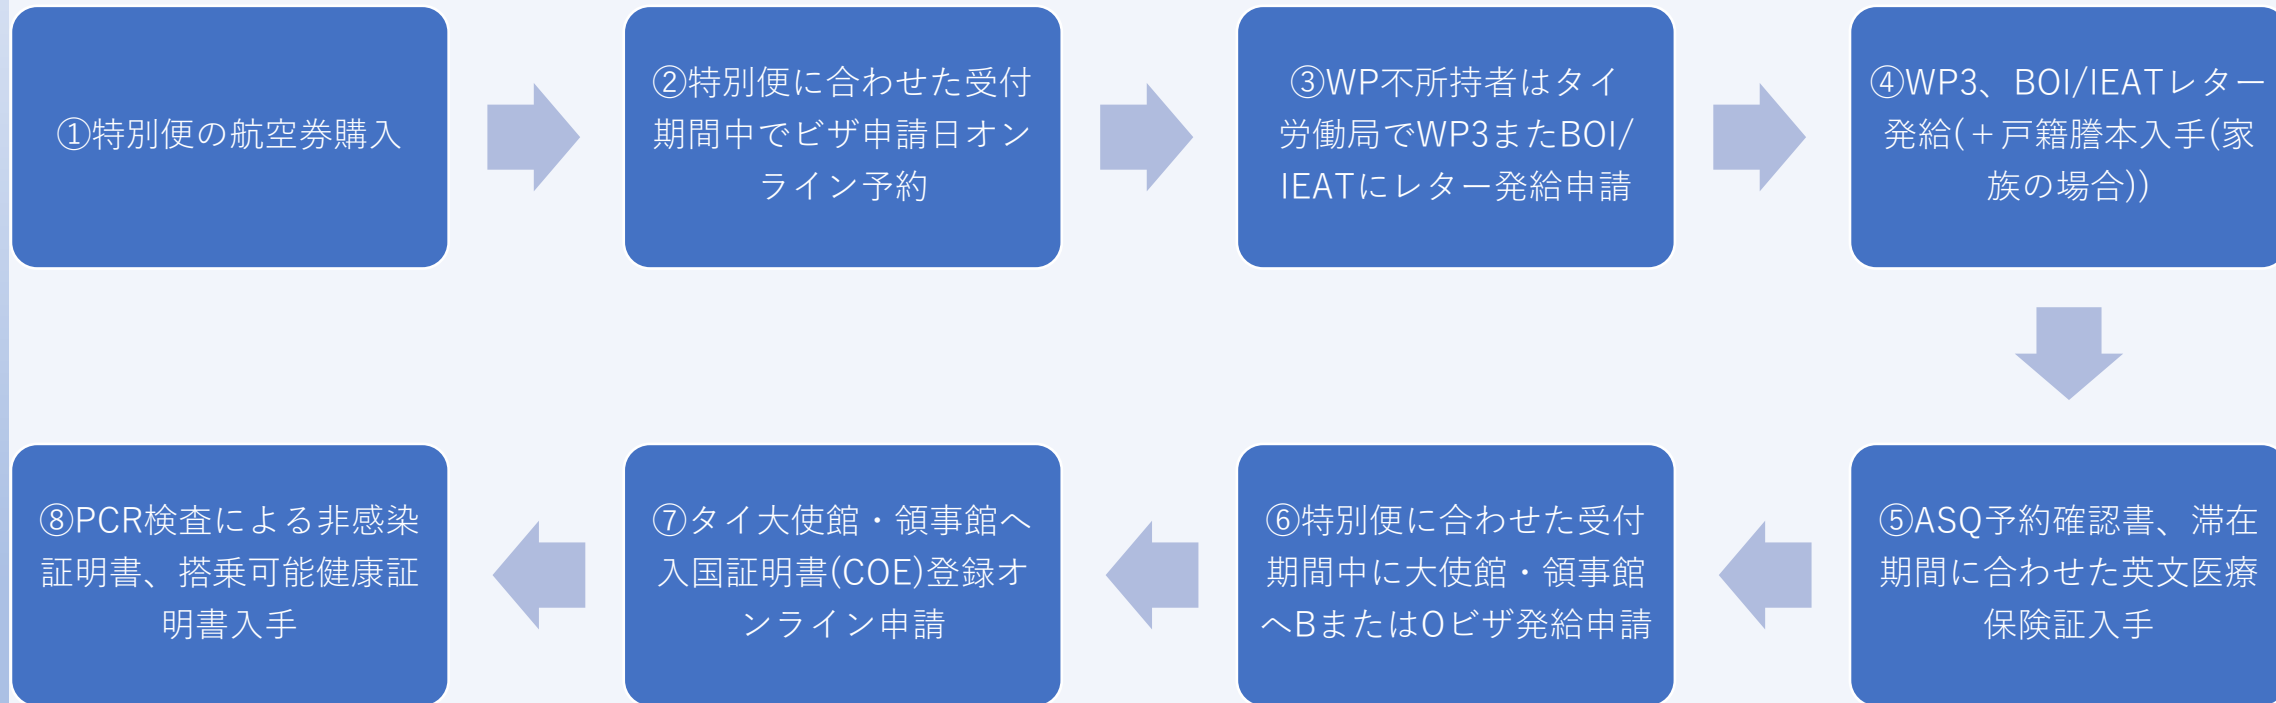 ①特別便の航空券購入
②特別便に合わせた受付
期間中でビザ申請日オン
ライン予約
③WP不所持者はタイ
労働局でWP3またBOI/
IEATにレター発給申請
④WP3、BOI/IEATレター
発給(＋戸籍謄本入手(家
族の場合))
⑤ASQ予約確認書、滞在
期間に合わせた英文医療
保険証入手
⑥特別便に合わせた受付
期間中に大使館・領事館
へBまたはOビザ発給申請
⑦タイ大使館・領事館へ
入国証明書(COE)登録オ
ンライン申請
⑧PCR検査による非感染
証明書、搭乗可能健康証
明書入手